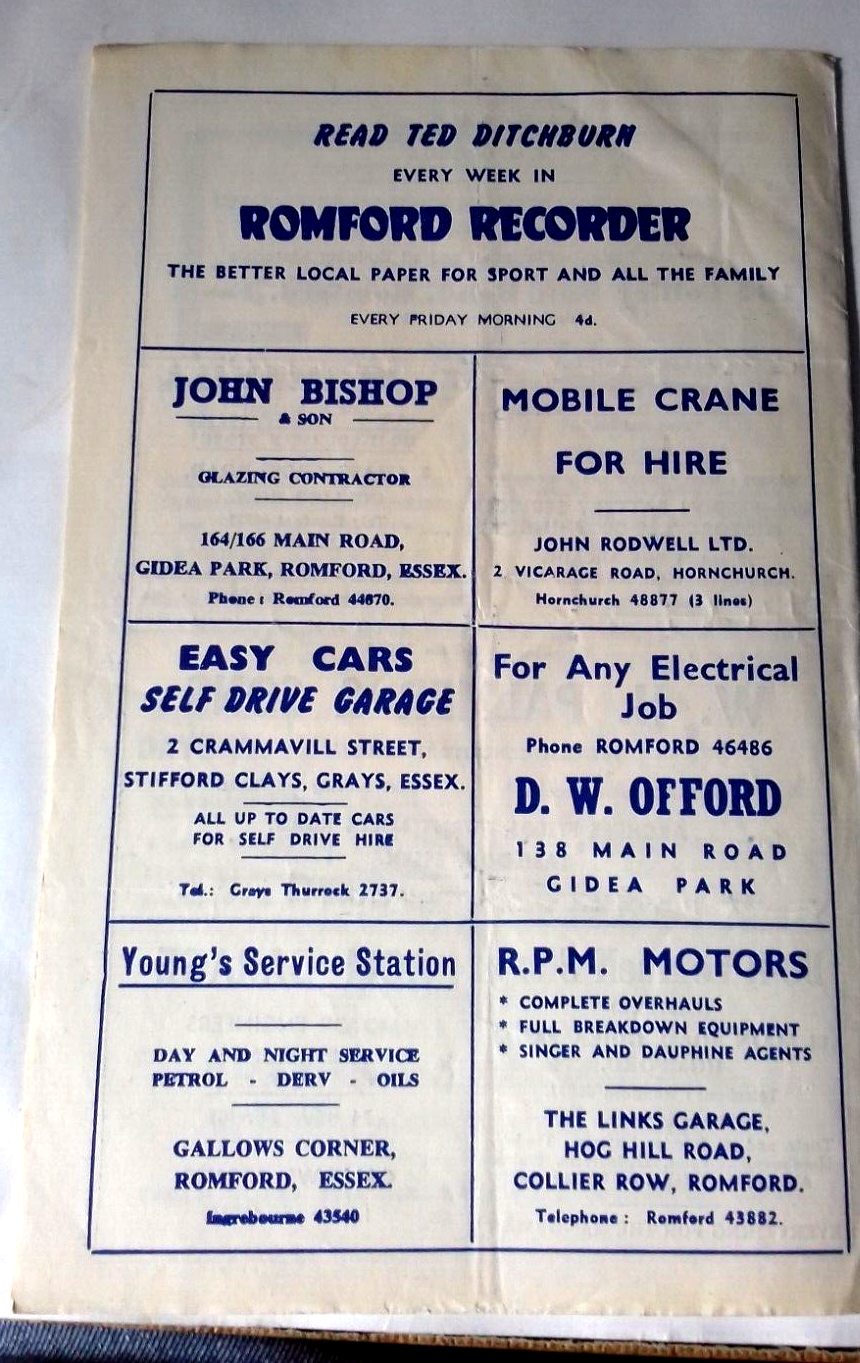 READ TED DITCHBURN
EVERY WEEK IN
ROMFORD RECORDER
THE BETTER LOCAL PAPER FOR SPORT AND ALL THE FAMILY
EVERY FRIDAY MORNING 4d.
JOHN BISHOP
& SON
GLAZING CONTRACTOR
164/166 MAIN ROAD,
GIDEA PARK, ROMFORD, ESSEX.
Phone : Romford 44670.
MOBILE CRANE
FOR HIRE
JOHN RODWELL LTD.
2 VICARAGE ROAD, HORNCHURCH.
Hornchurch 48877 (3 lines)
EASY CARS
SELF DRIVE GARAGE
2 CRAMMAVILL STREET,
STIFFORD CLAYS, GRAYS, ESSEX.
ALL UP TO DATE CARS
FOR SELF DRIVE HIRE
Tel.: Grays Thurrock 2737.
For Any Electrical
Job
Phone ROMFORD 46486
D. W. OFFORD
138 MAIN ROAD
GIDEA PARK
Young's Service Station
DAY AND NIGHT SERVICE
PETROL - DERV - OILS
GALLOWS CORNER,
ROMFORD, ESSEX.
Ingrebourne 43540
R.P.M. MOTORS
* COMPLETE OVERHAULS
* FULL BREAKDOWN EQUIPMENT
* SINGER AND DAUPHINE AGENTS
THE LINKS GARAGE,
HOG HILL ROAD,
COLLIER ROW, ROMFORD.
Telephone : Romford 43882.